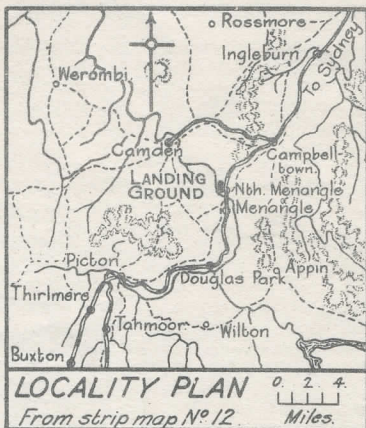 Rossmore
Ingleburn
To Sydney
Werombi
Camden
Campbell
town
LANDING
GROUND
Nth. Menangle
Menangle
Picton
Douglas Park
Appin
Thirlmere
Tahmoor
Wilton
Buxton
LOCALITY PLAN
0. 2. 4.
From strip map Nº 12.
Miles.